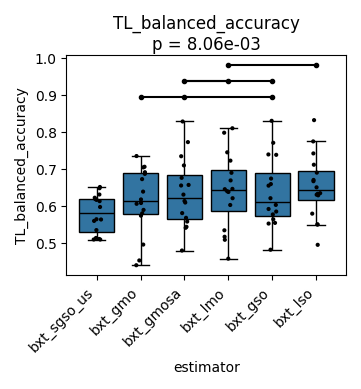 TL_balanced_accuracy
p = 8.06e-03
TL_balanced_accuracy
1.0
0.9
0.8
0.7
0.6
0.5
bxt_sgso_us
bxt_gmo
bxt_gmosa
bxt_lmo
bxt_gso
bxt_lso
estimator